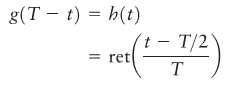 g(T − t) = h(t)
= ret(t − T/2 / T)